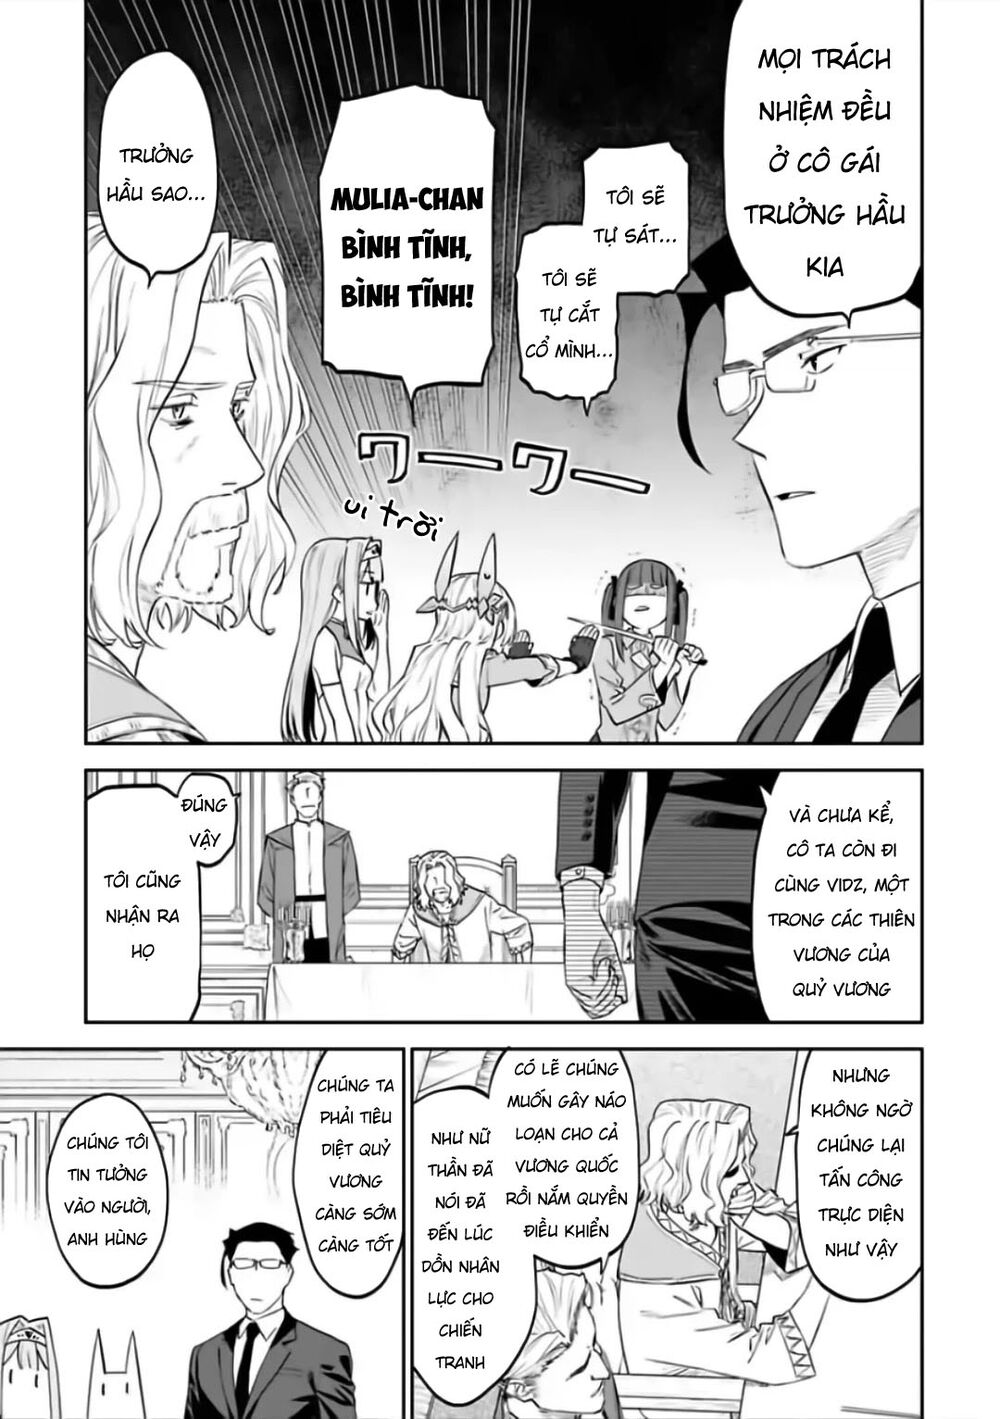 MỌI TRÁCH
NHIỆM ĐỀU
Ở CÔ GÁI
TRƯỞNG HẦU
KIA
TÔI SẼ
TỰ SÁT...
TÔI SẼ
TỰ CẮT
CỔ MÌNH...
MULIA-CHAN
BÌNH TĨNH,
BÌNH TĨNH!
TRƯỞNG
HẦU SAO...
ワーワー
ui trời
VÀ CHƯA KỂ,
CÔ TA CÒN ĐI
CÙNG VIDZ, MỘT
TRONG CÁC THIÊN
VƯƠNG CỦA
QUỶ VƯƠNG
ĐÚNG
VẬY
TÔI CŨNG
NHẬN RA
HỌ
NHƯNG
KHÔNG NGỜ
CHÚNG LẠI
TẤN CÔNG
TRỰC DIỆN
NHƯ VẬY
CÓ LẼ CHÚNG
MUỐN GÂY NÁO
LOẠN CHO CẢ
VƯƠNG QUỐC
RỒI NẮM QUYỀN
ĐIỀU KHIỂN
NHƯ NỮ
THẦN ĐÃ
NÓI ĐÃ
ĐẾN LÚC
DỒN NHÂN
LỰC CHO
CHIẾN
TRANH
CHÚNG TA
PHẢI TIÊU
DIỆT QUỶ
VƯƠNG
CÀNG SỚM
CÀNG TỐT
CHÚNG TÔI
TIN TƯỞNG
VÀO NGƯỜI,
ANH HÙNG